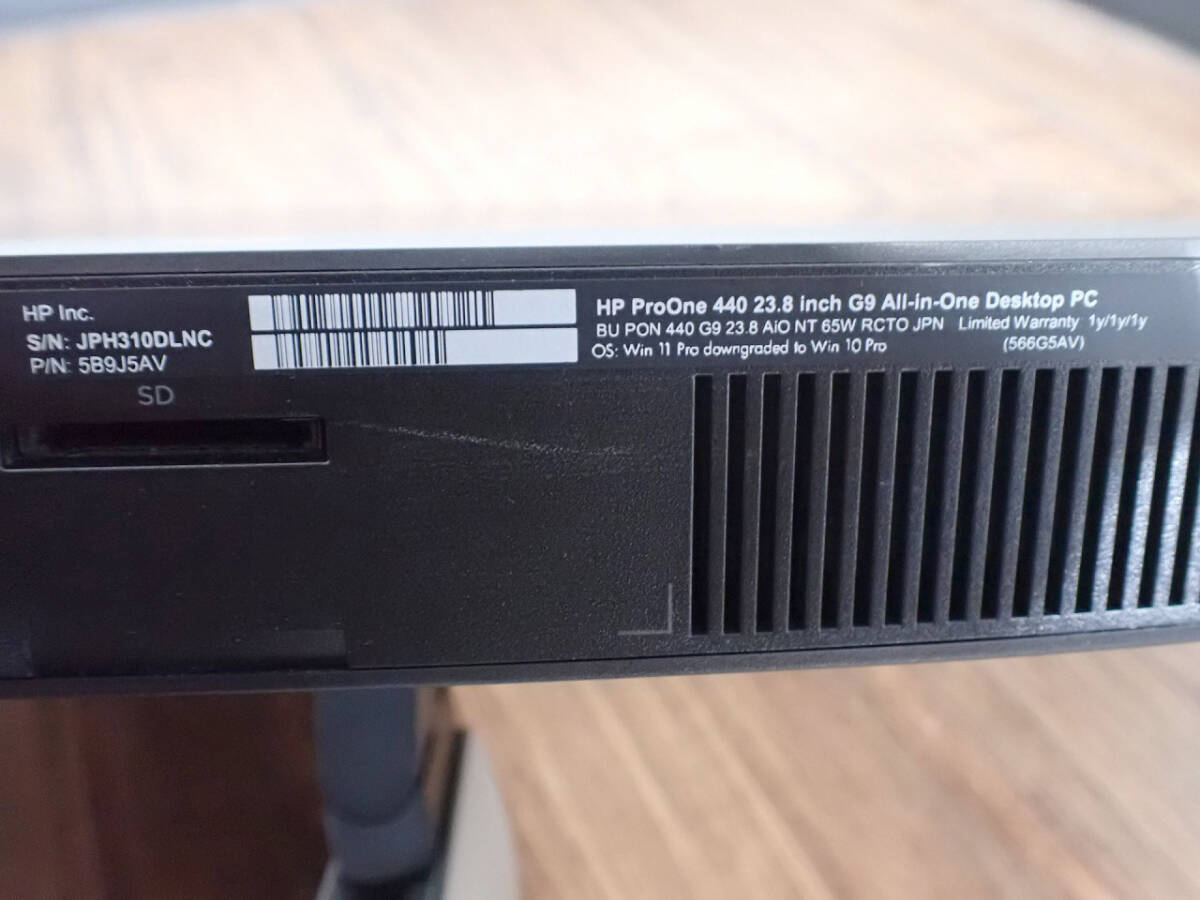 HP Inc.
S/N: JPH310DLNC
P/N: 5B9J5AV
HP ProOne 440 23.8 inch G9 All-in-One Desktop PC
BU PON 440 G9 23.8 AiO NT 65W RCTO JPN Limited Warranty 1y/1y/1y
OS: Win 11 Pro downgraded to Win 10 Pro (566G5AV)
SD